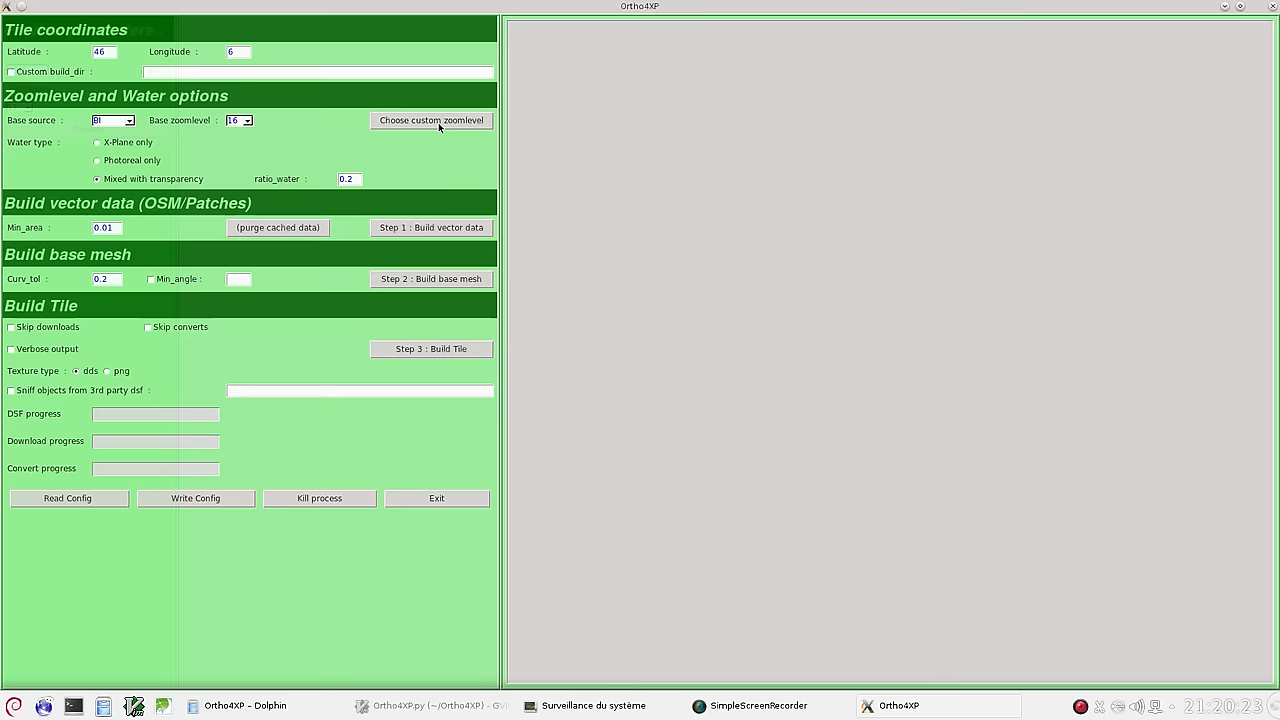 Ortho4XP
Tile coordinates
Latitude : 46 Longitude : 6
Custom build_dir :
Zoomlevel and Water options
Base source : BI Base zoomlevel : 16 Choose custom zoomlevel
Water type : X-Plane only
Photoreal only
Mixed with transparency ratio_water : 0.2
Build vector data (OSM/Patches)
Min_area : 0.01 (purge cached data) Step 1 : Build vector data
Build base mesh
Curv_tol : 0.2 Min_angle : Step 2 : Build base mesh
Build Tile
Skip downloads Skip converts
Verbose output Step 3 : Build Tile
Texture type : dds png
Sniff objects from 3rd party dsf :
DSF progress
Download progress
Convert progress
Read Config Write Config Kill process Exit
Ortho4XP – Dolphin Ortho4XP.py (~/Ortho4XP) - GV Surveillance du système SimpleScreenRecorder Ortho4XP 21:20:23